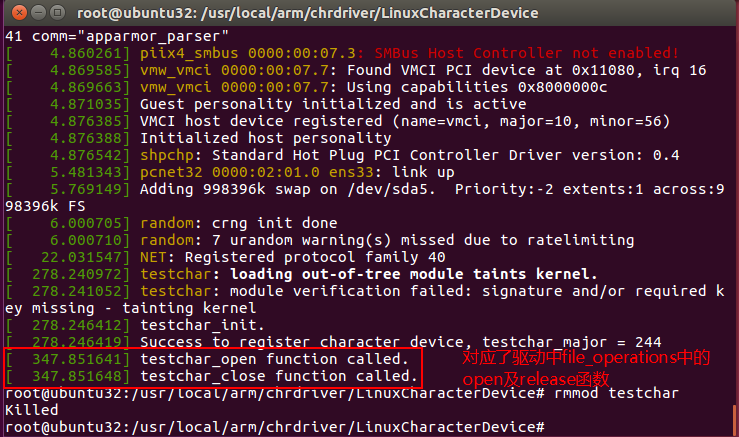 root@ubuntu32: /usr/local/arm/chrdriver/LinuxCharacterDevice
41 comm="apparmor_parser"
[    4.860261] piix4_smbus 0000:00:07.3: SMBus Host Controller not enabled!
[    4.869585] vmw_vmci 0000:00:07.7: Found VMCI PCI device at 0x11080, irq 16
[    4.869663] vmw_vmci 0000:00:07.7: Using capabilities 0x8000000c
[    4.871035] Guest personality initialized and is active
[    4.876385] VMCI host device registered (name=vmci, major=10, minor=56)
[    4.876388] Initialized host personality
[    4.876542] shpchp: Standard Hot Plug PCI Controller Driver version: 0.4
[    5.481343] pcnet32 0000:02:01.0 ens33: link up
[    5.769149] Adding 998396k swap on /dev/sda5.  Priority:-2 extents:1 across:9
98396k FS
[    6.000705] random: crng init done
[    6.000710] random: 7 urandom warning(s) missed due to ratelimiting
[   22.031547] NET: Registered protocol family 40
[  278.240972] testchar: loading out-of-tree module taints kernel.
[  278.241052] testchar: module verification failed: signature and/or required k
ey missing - tainting kernel
[  278.246412] testchar_init.
[  278.246419] Success to register character device, testchar_major = 244
[  347.851641] testchar_open function called.
[  347.851648] testchar_close function called.
对应了驱动中file_operations中的
open及release函数
root@ubuntu32:/usr/local/arm/chrdriver/LinuxCharacterDevice# rmmod testchar
Killed
root@ubuntu32:/usr/local/arm/chrdriver/LinuxCharacterDevice#